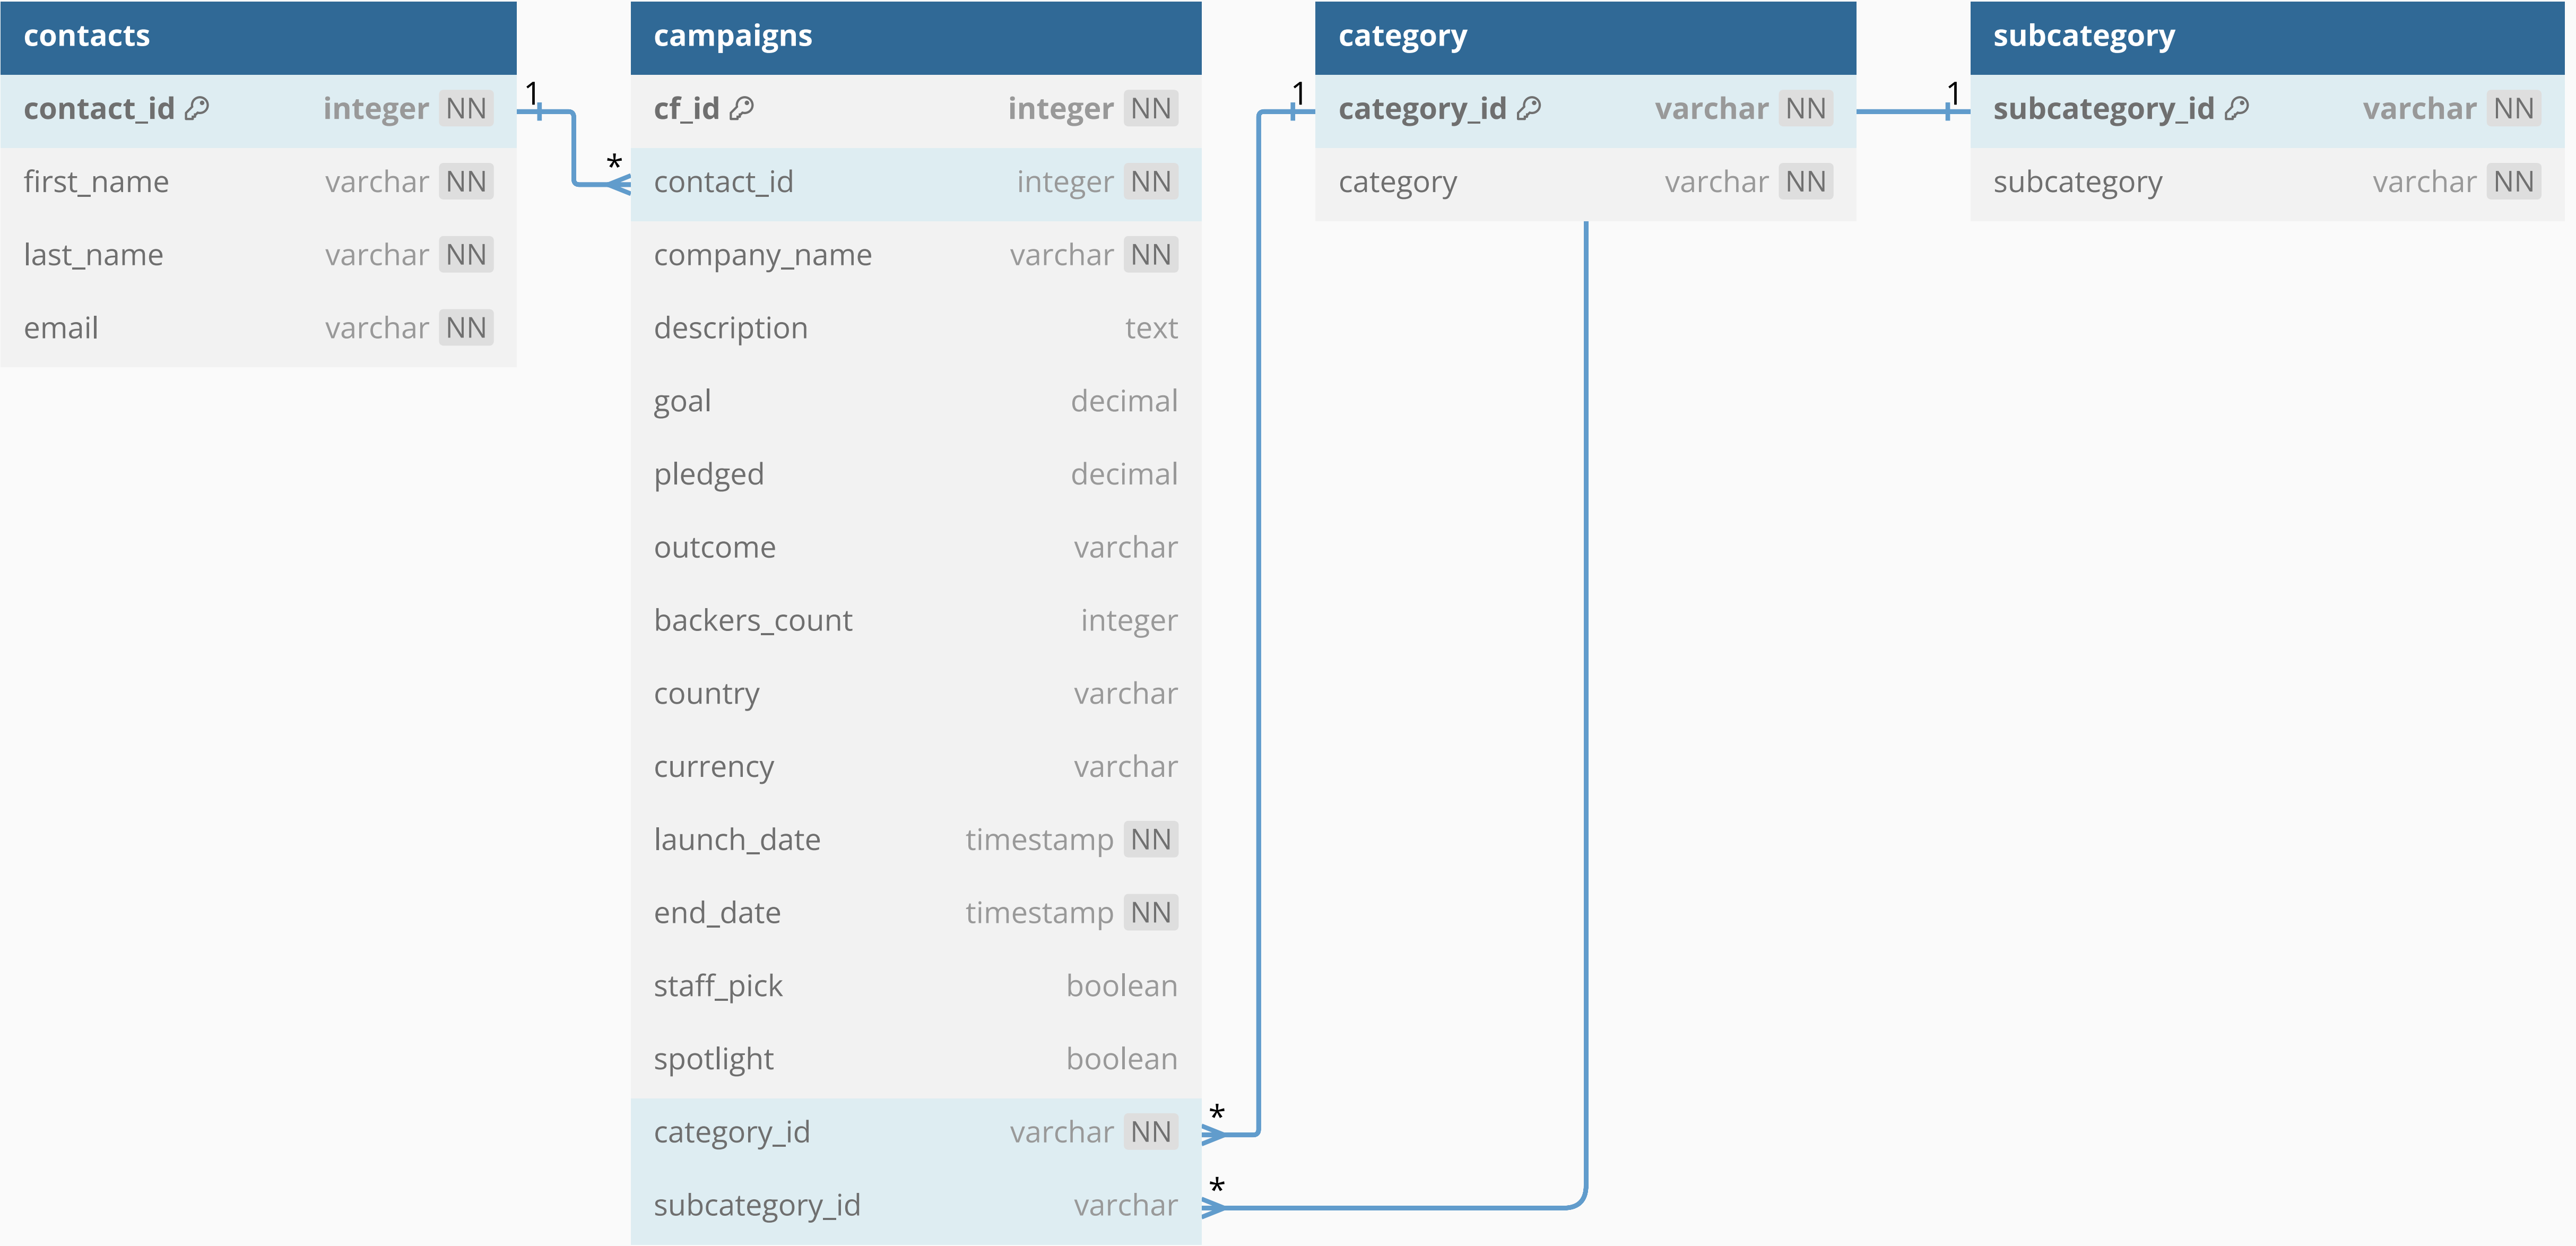 contacts
contact_id integer NN
first_name varchar NN
last_name varchar NN
email varchar NN
1
*
campaigns
cf_id integer NN
contact_id integer NN
company_name varchar NN
description text
goal decimal
pledged decimal
outcome varchar
backers_count integer
country varchar
currency varchar
launch_date timestamp NN
end_date timestamp NN
staff_pick boolean
spotlight boolean
category_id varchar NN
subcategory_id varchar
*
*
1
category
category_id varchar NN
category varchar NN
1
subcategory
subcategory_id varchar NN
subcategory varchar NN